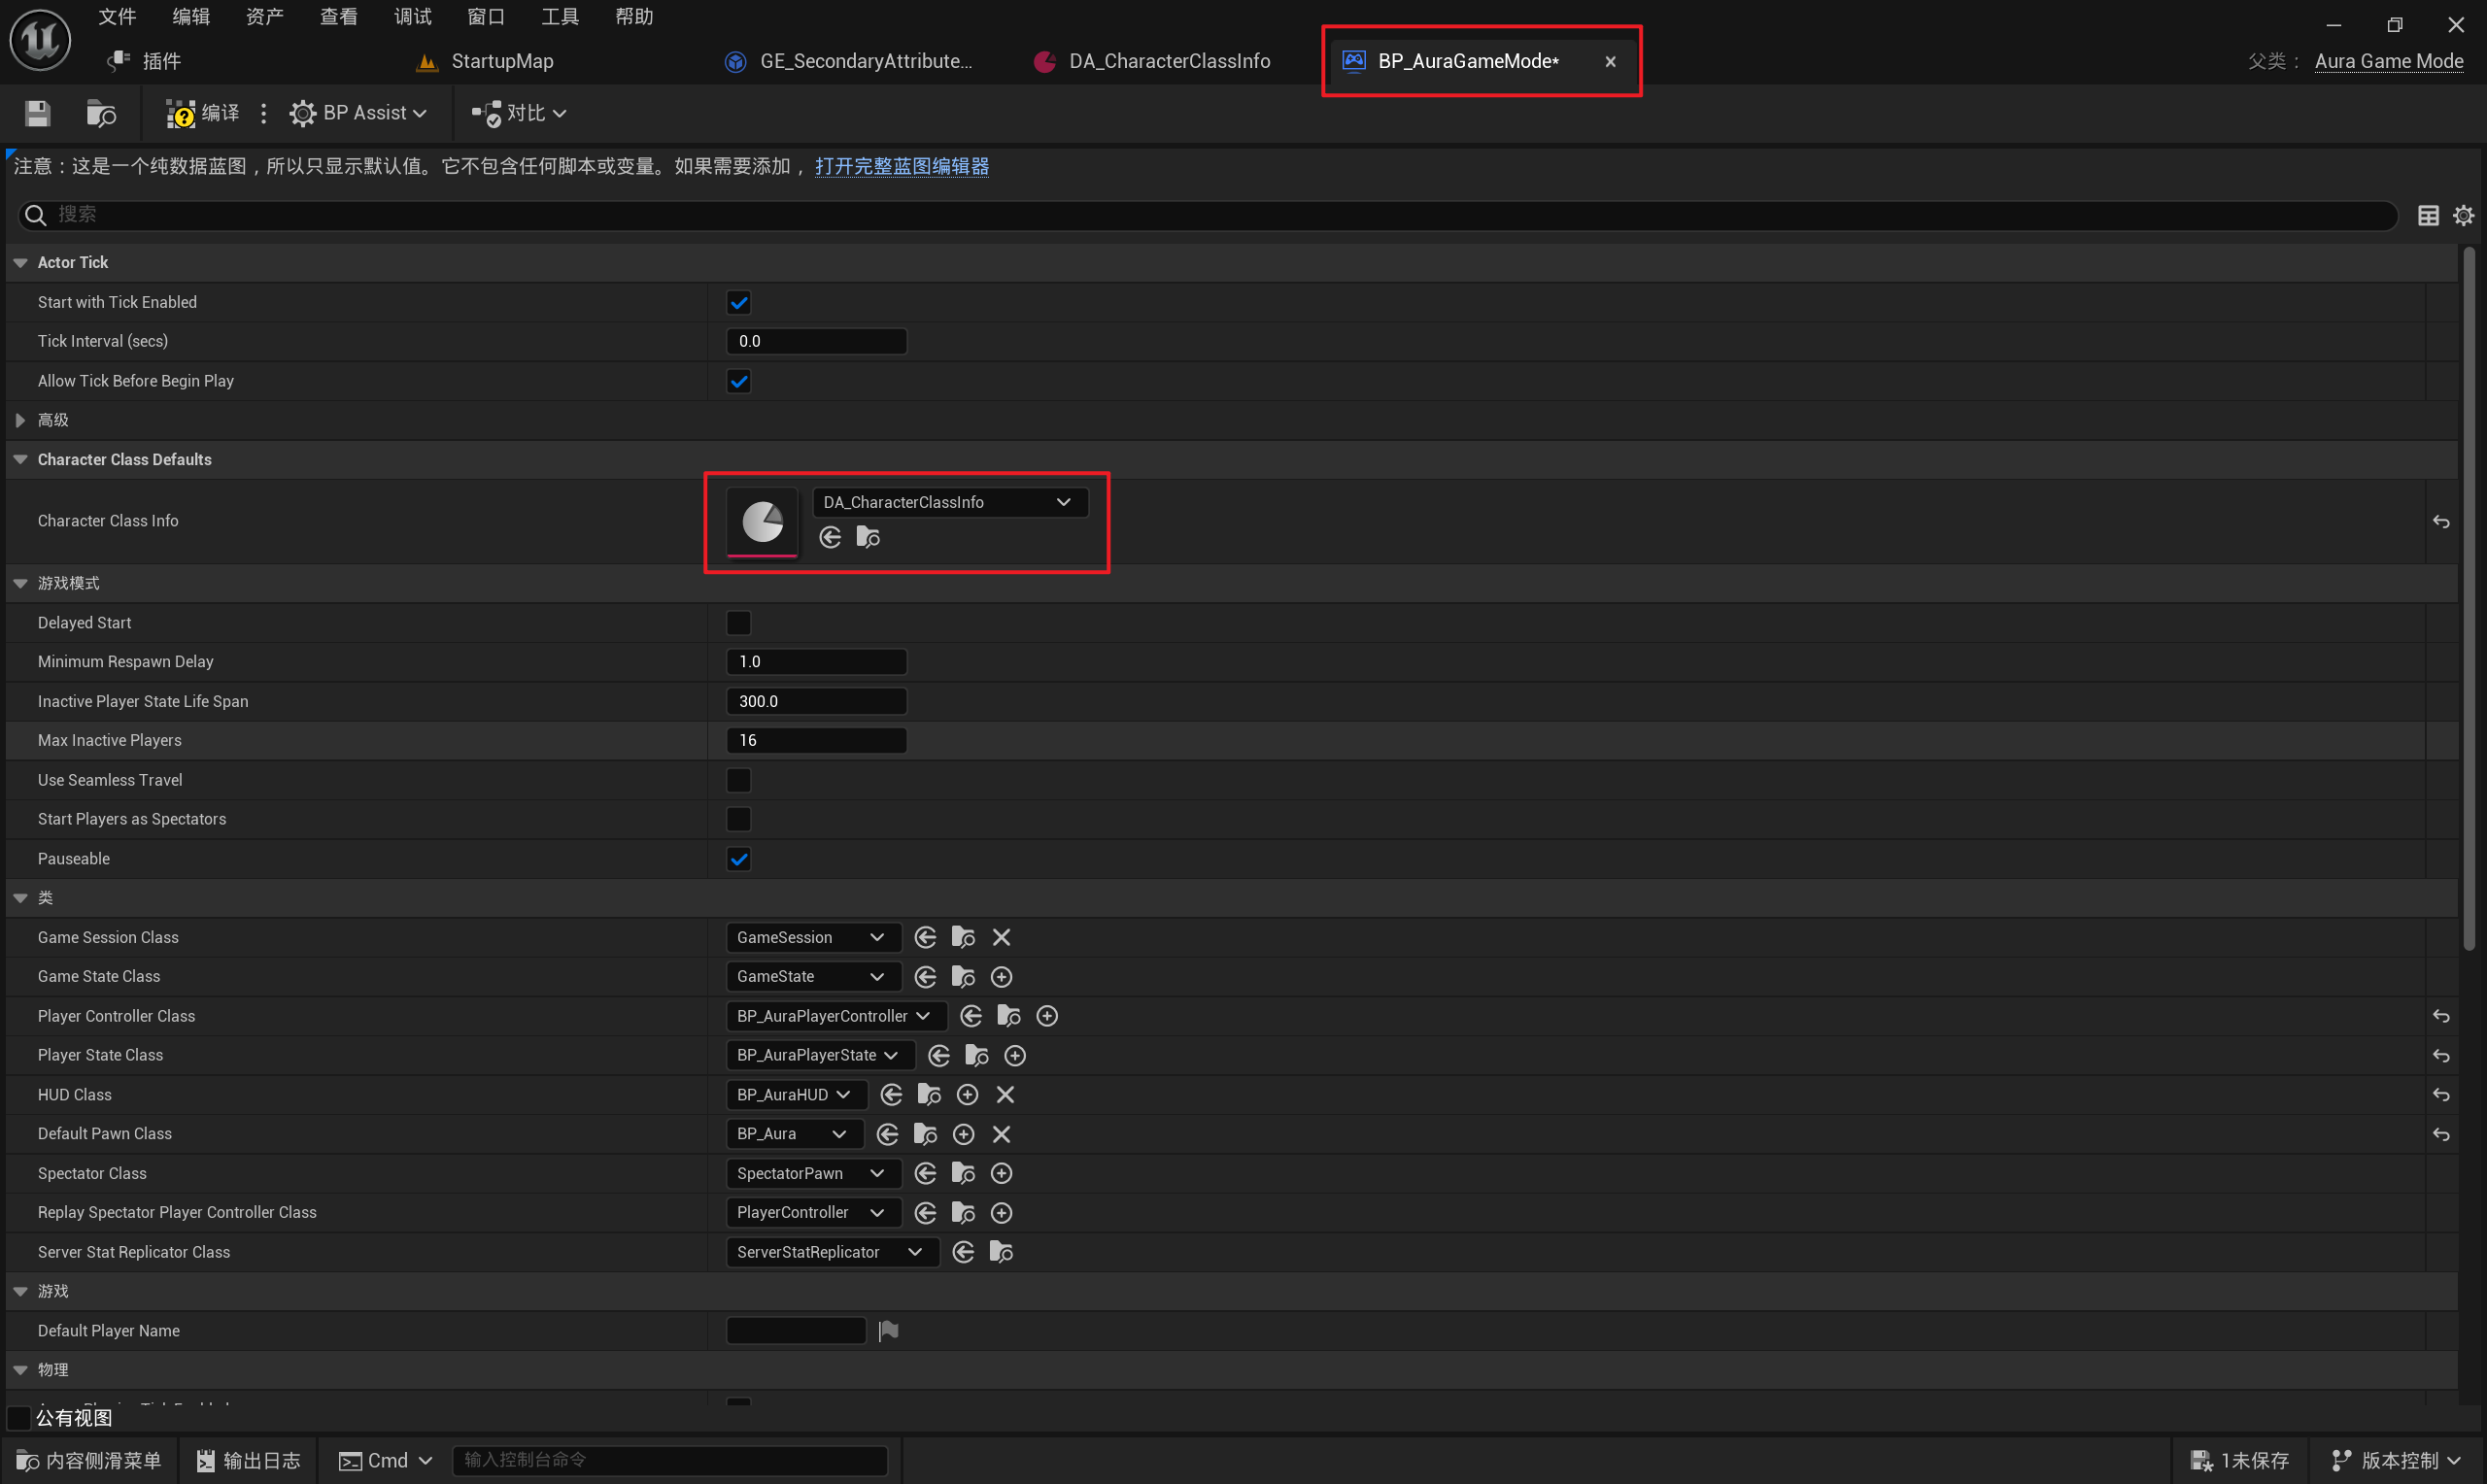 文件 编辑 资产 查看 调试 窗口 工具 帮助
插件 StartupMap GE_SecondaryAttribute... DA_CharacterClassInfo BP_AuraGameMode* 父类： Aura Game Mode
编译 BP Assist 对比
注意：这是一个纯数据蓝图，所以只显示默认值。它不包含任何脚本或变量。如果需要添加， 打开完整蓝图编辑器
搜索
Actor Tick
Start with Tick Enabled
Tick Interval (secs) 0.0
Allow Tick Before Begin Play
高级
Character Class Defaults
DA_CharacterClassInfo
Character Class Info
游戏模式
Delayed Start
Minimum Respawn Delay 1.0
Inactive Player State Life Span 300.0
Max Inactive Players 16
Use Seamless Travel
Start Players as Spectators
Pauseable
类
Game Session Class GameSession
Game State Class GameState
Player Controller Class BP_AuraPlayerController
Player State Class BP_AuraPlayerState
HUD Class BP_AuraHUD
Default Pawn Class BP_Aura
Spectator Class SpectatorPawn
Replay Spectator Player Controller Class PlayerController
Server Stat Replicator Class ServerStatReplicator
游戏
Default Player Name
物理
公有视图
内容侧滑菜单 输出日志 Cmd 输入控制台命令 1未保存 版本控制